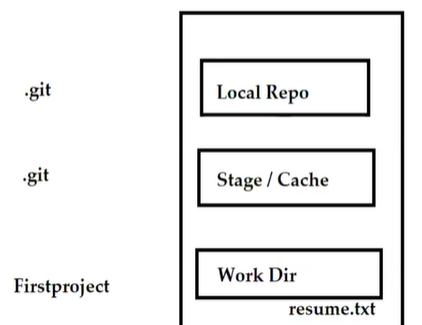 .git
Local Repo
.git
Stage / Cache
Firstproject
Work Dir
resume.txt